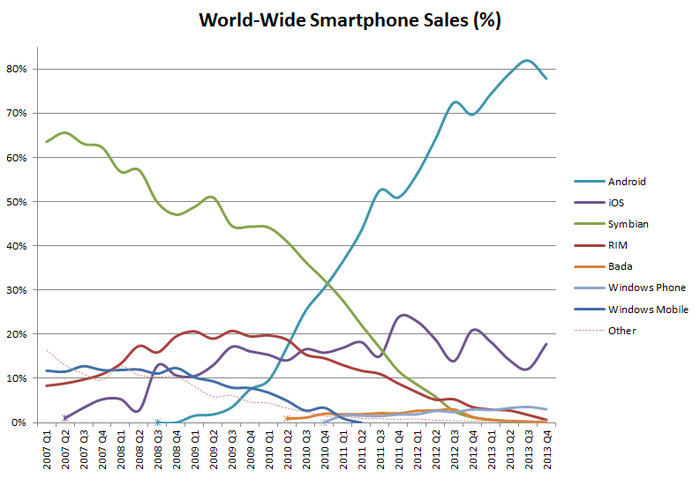 World-Wide Smartphone Sales (%)
80%
70%
60%
50%
40%
30%
20%
10%
0%
Android
iOS
Symbian
RIM
Bada
Windows Phone
Windows Mobile
Other
2007 Q1
2007 Q2
2007 Q3
2007 Q4
2008 Q1
2008 Q2
2008 Q3
2008 Q4
2009 Q1
2009 Q2
2009 Q3
2009 Q4
2010 Q1
2010 Q2
2010 Q3
2010 Q4
2011 Q1
2011 Q2
2011 Q3
2011 Q4
2012 Q1
2012 Q2
2012 Q3
2012 Q4
2013 Q1
2013 Q2
2013 Q3
2013 Q4